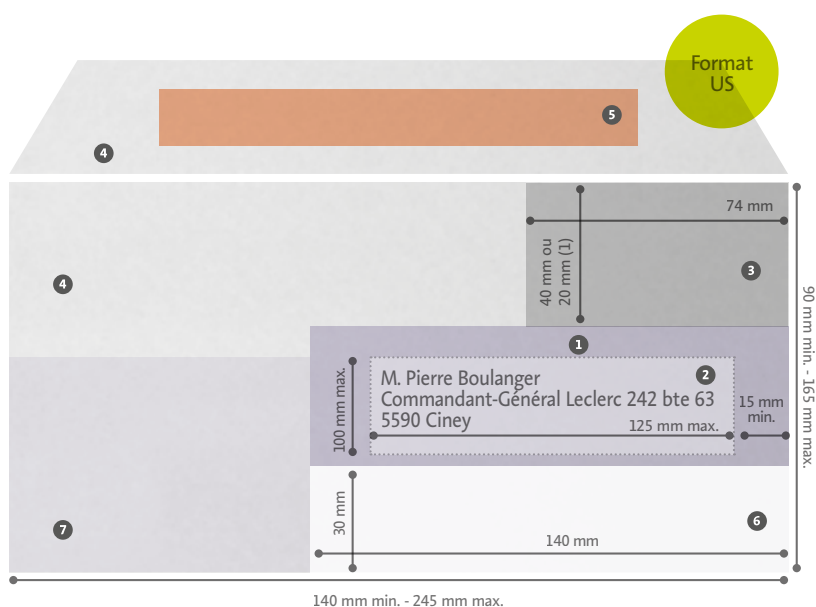 Format
US
5
4
74 mm
40 mm ou
20 mm (1)
3
4
90 mm min. - 165 mm max.
1
2
M. Pierre Boulanger
Commandant-Général Leclerc 242 bte 63
5590 Ciney
100 mm max.
125 mm max.
15 mm
min.
30 mm
6
7
140 mm
140 mm min. - 245 mm max.